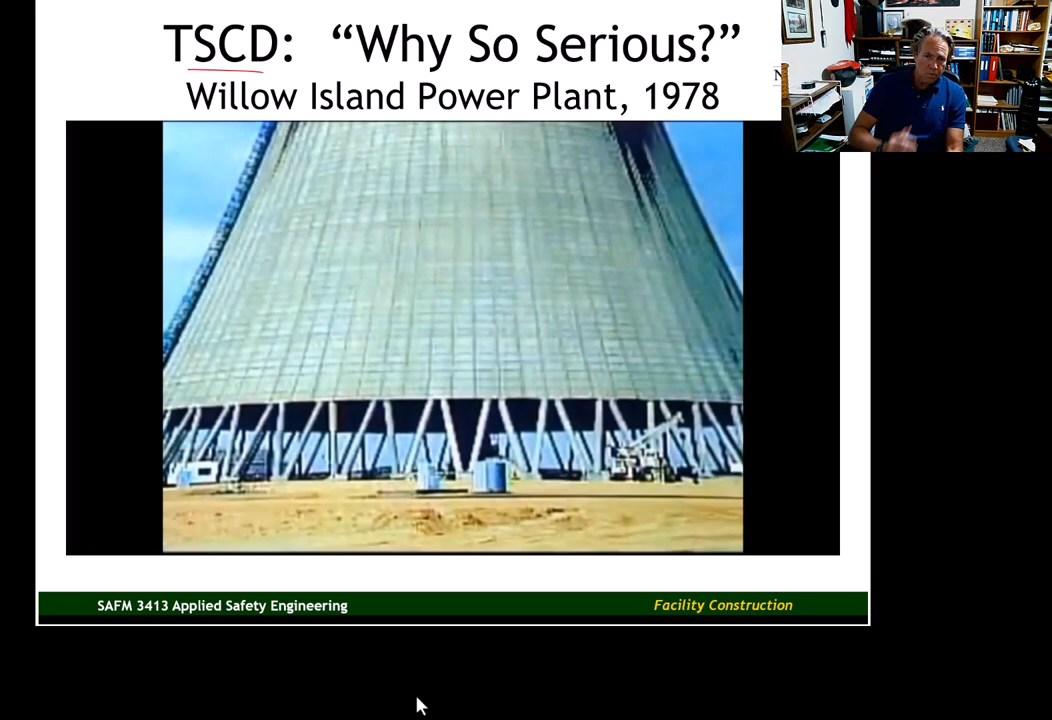 TSCD: “Why So Serious?”
Willow Island Power Plant, 1978
N
SAFM 3413 Applied Safety Engineering
Facility Construction